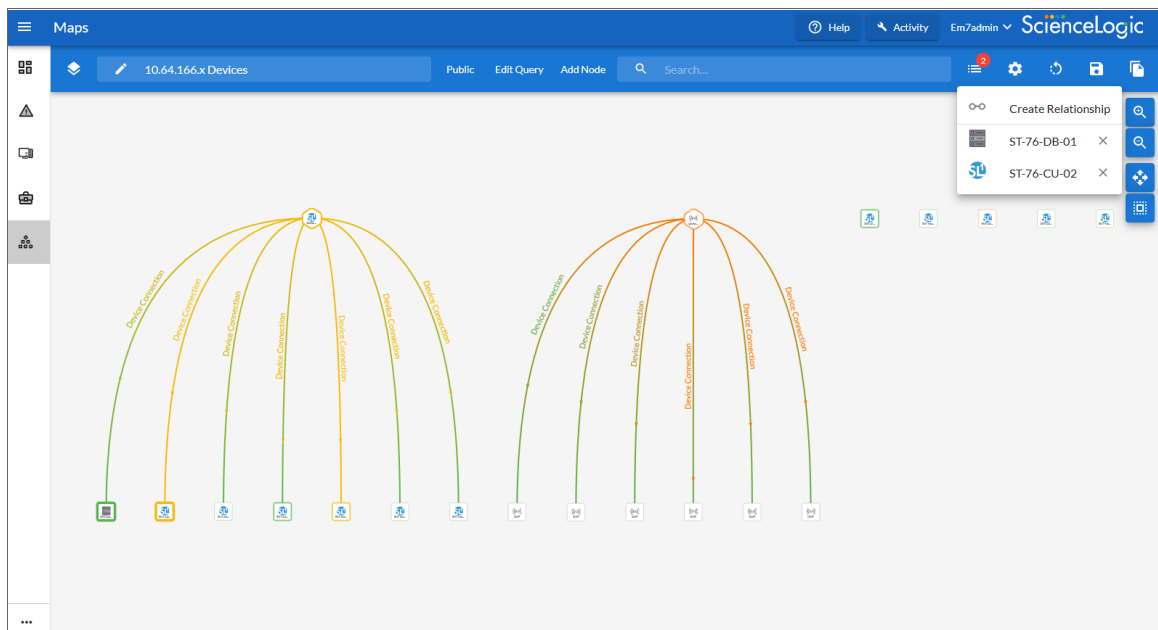 Maps
Help
Activity
Em7admin
ScienceLogic
10.64.166.x Devices
Public
Edit Query
Add Node
Search...
2
Create Relationship
ST-76-DB-01
ST-76-CU-02
Device Connection
Device Connection
Device Connection
Device Connection
Device Connection
Device Connection
Device Connection
Device Connection
Device Connection
Device Connection
Device Connection
Device Connection
Device Connection